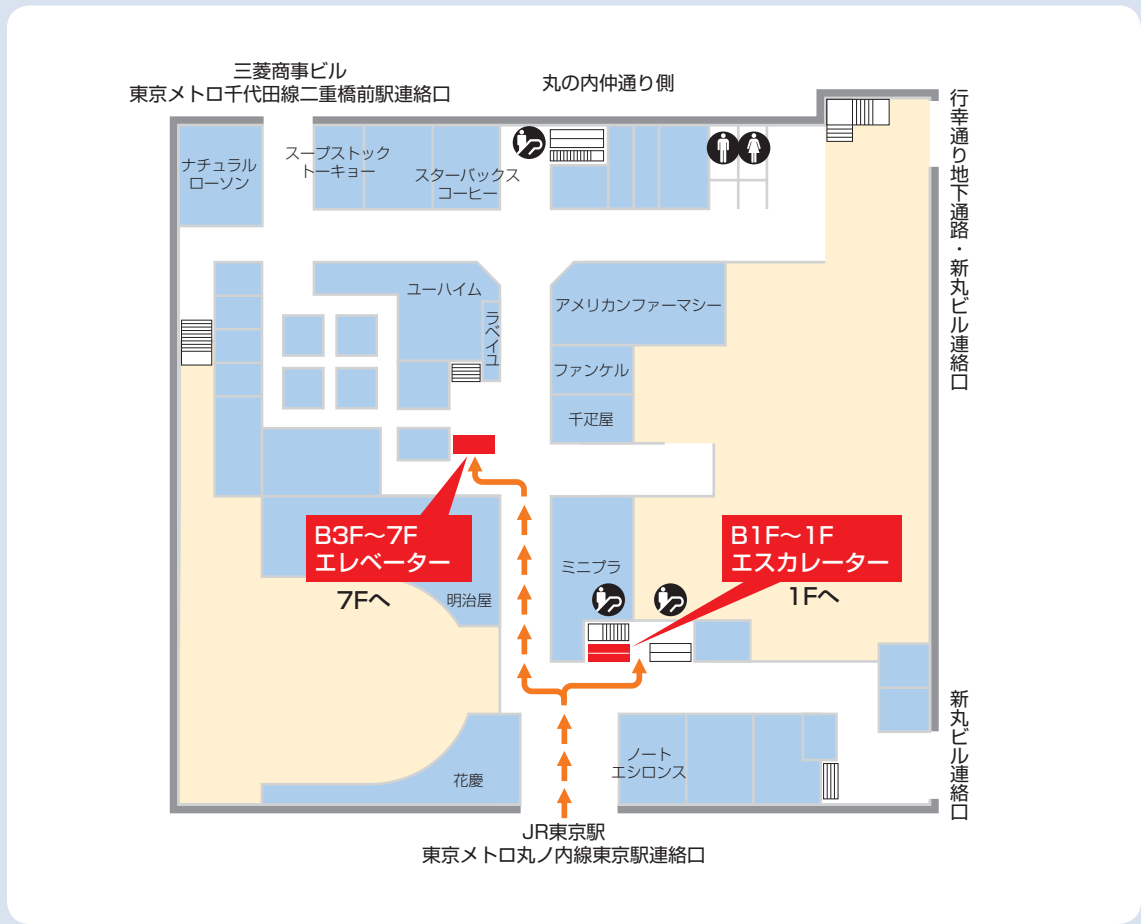 三菱商事ビル
東京メトロ千代田線二重橋前駅連絡口
丸の内仲通り側
行幸通り地下通路・新丸ビル連絡口
ナチュラル
ローソン
スープストック
トーキョー
スターバックス
コーヒー
ユーハイム
ラベイユ
アメリカンファーマシー
ファンケル
千疋屋
B3F～7F
エレベーター
7Fへ
明治屋
ミニプラ
B1F～1F
エスカレーター
1Fへ
花慶
ノート
エシロンス
新丸ビル連絡口
JR東京駅
東京メトロ丸ノ内線東京駅連絡口